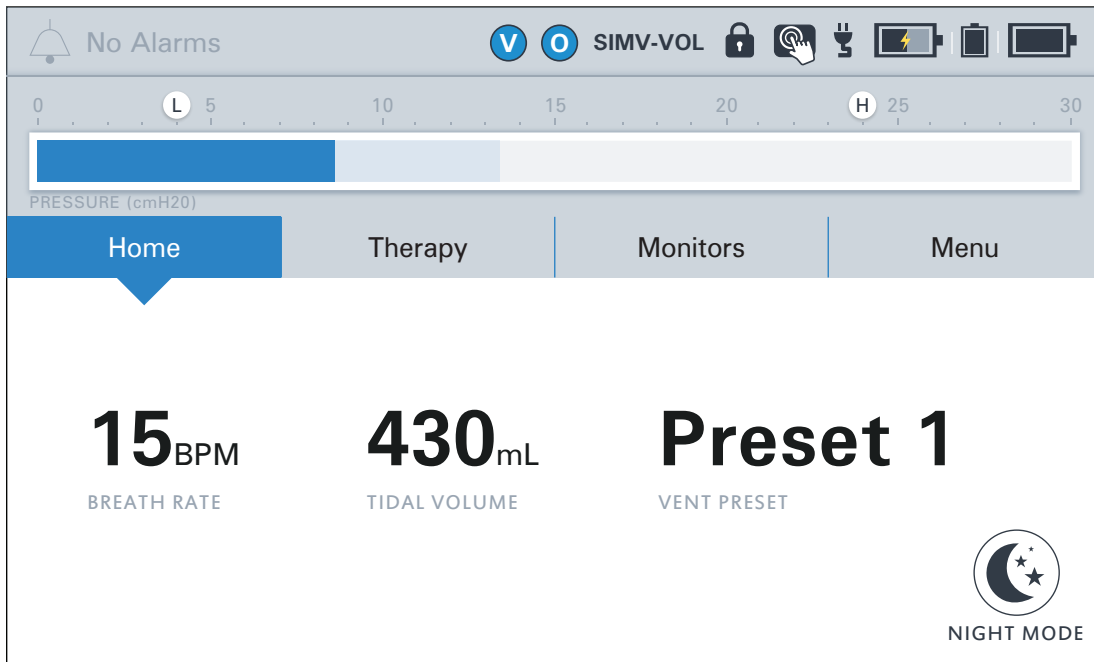 No Alarms V O SIMV-VOL
0 L 5 10 15 20 H 25 30
PRESSURE (cmH20)
Home Therapy Monitors Menu
15BPM 430mL Preset 1
BREATH RATE TIDAL VOLUME VENT PRESET
NIGHT MODE